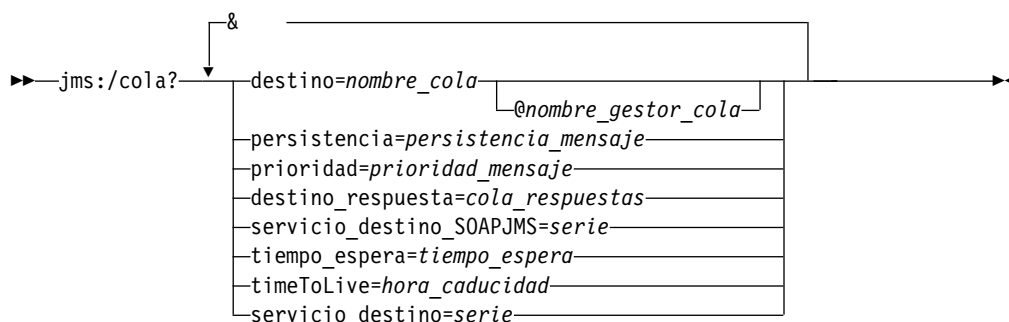 &
jms:/cola? destino=nombre_cola
@nombre_gestor_cola
persistencia=persistencia_mensaje
prioridad=prioridad_mensaje
destino_respuesta=cola_respuestas
servicio_destino_SOAPJMS=serie
tiempo_espera=tiempo_espera
timeToLive=hora_caducidad
servicio_destino=serie